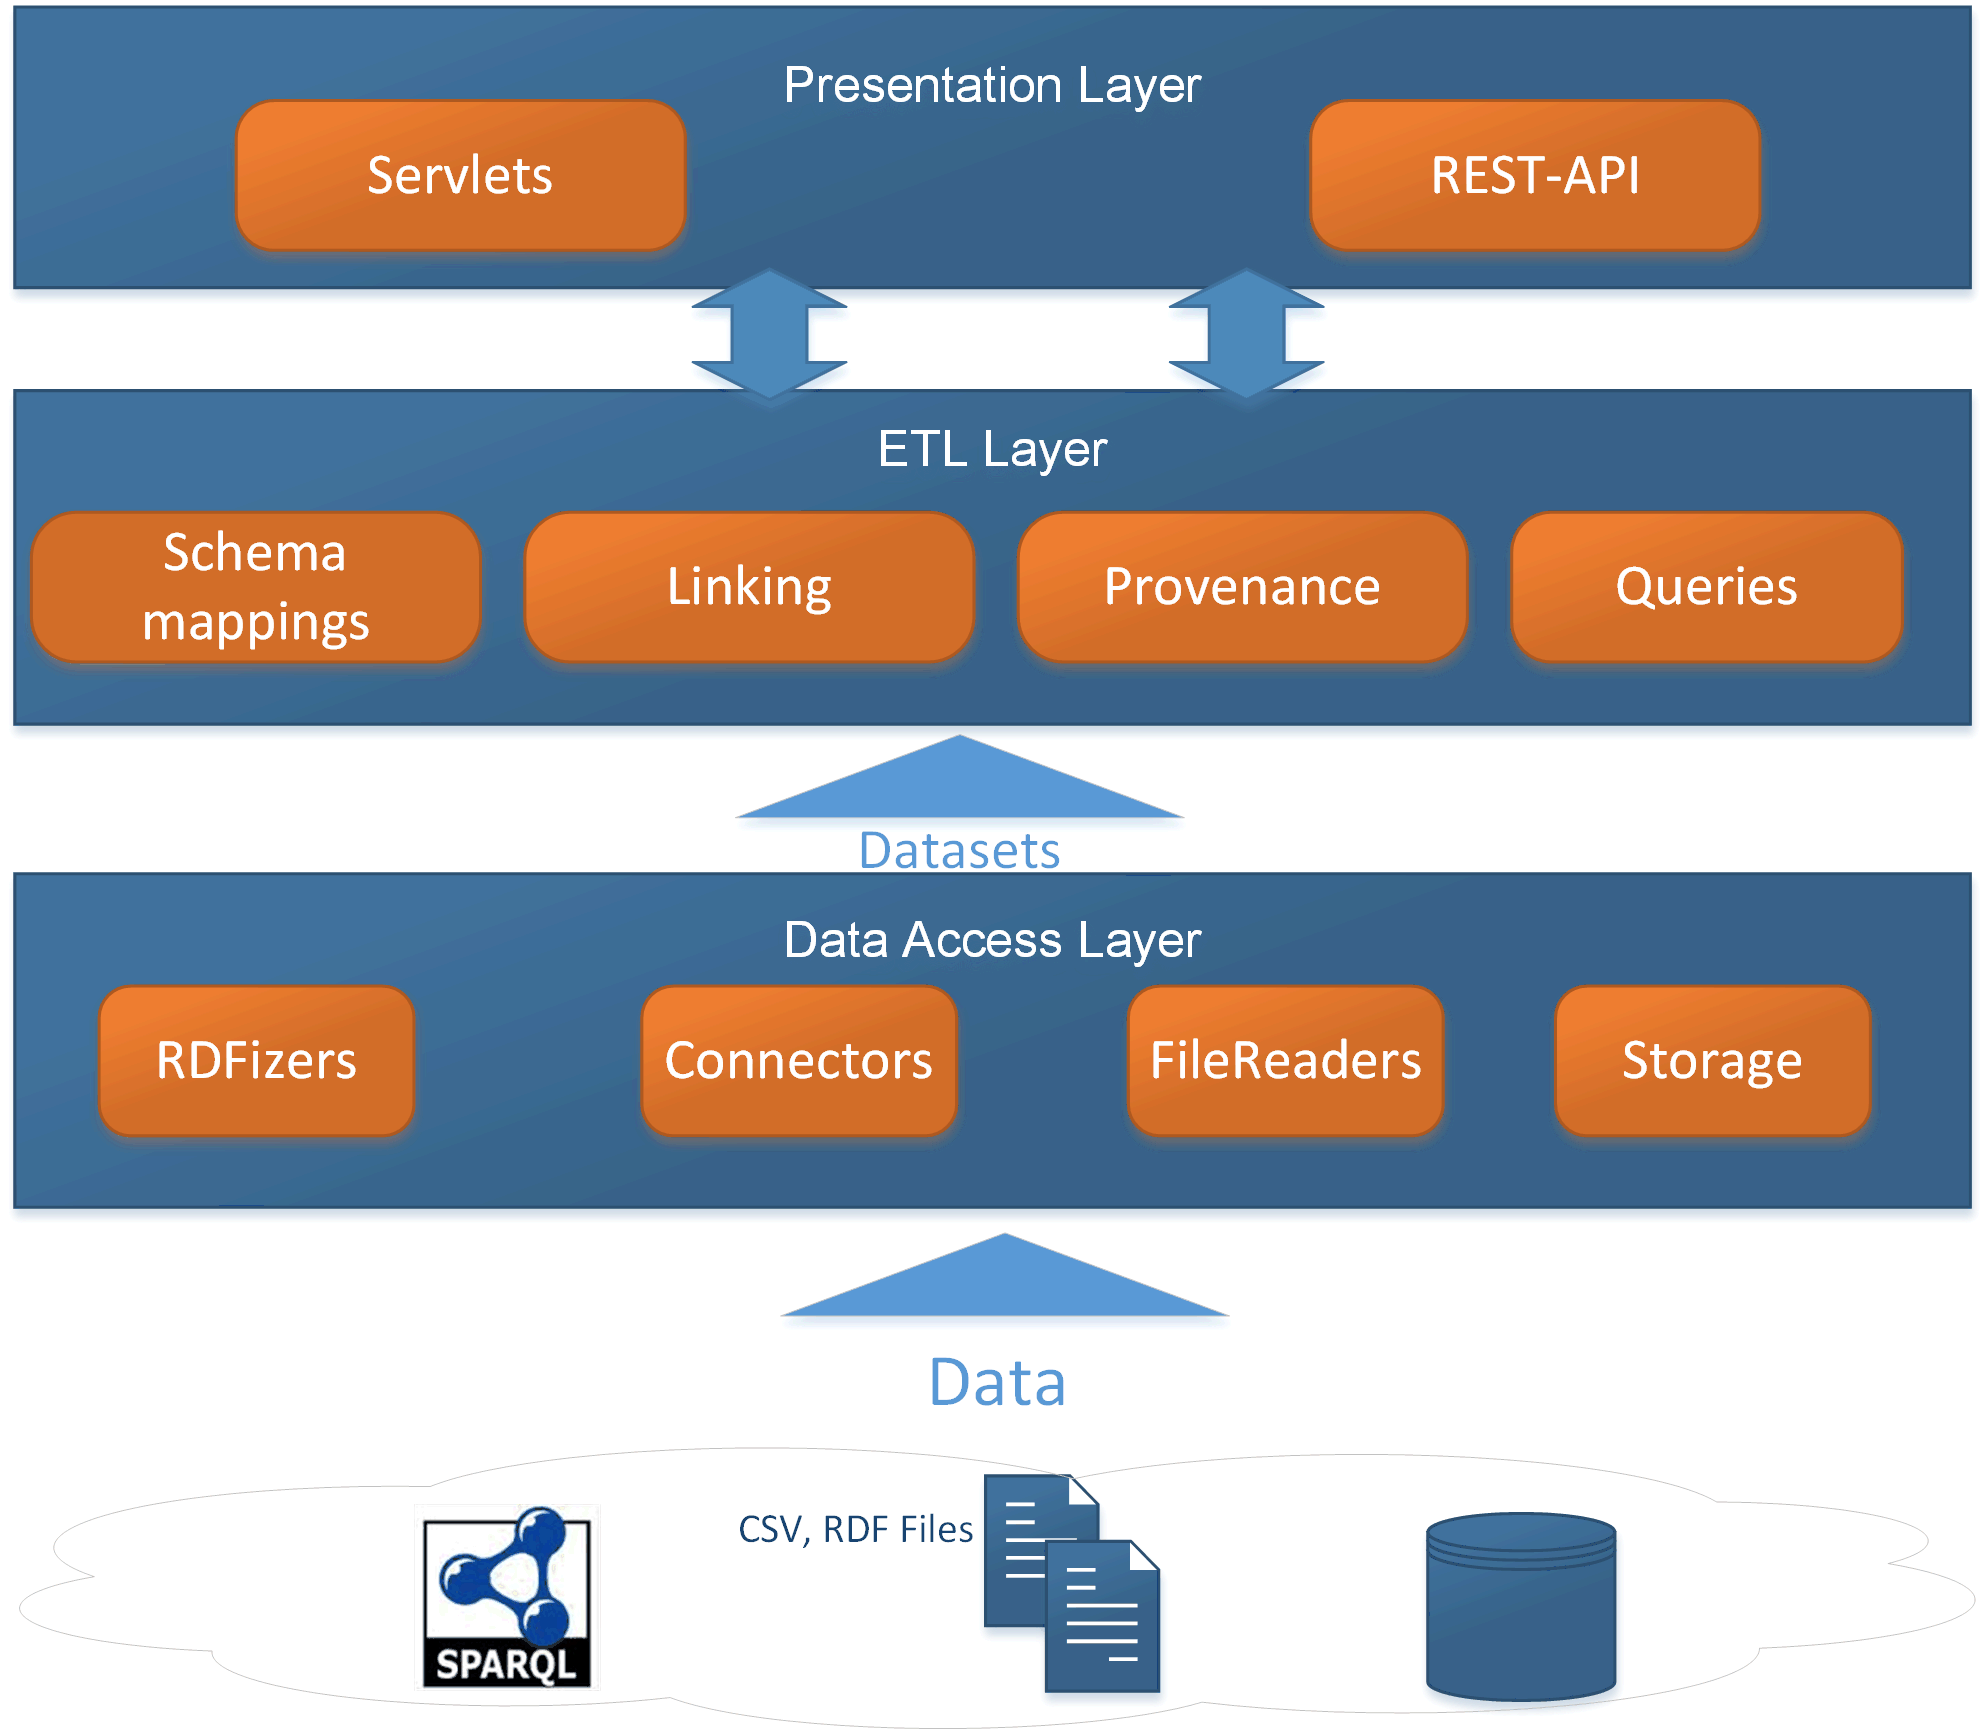 Presentation Layer
Servlets
REST-API
ETL Layer
Schema
mappings
Linking
Provenance
Queries
Datasets
Data Access Layer
RDFizers
Connectors
FileReaders
Storage
Data
CSV, RDF Files
SPARQL